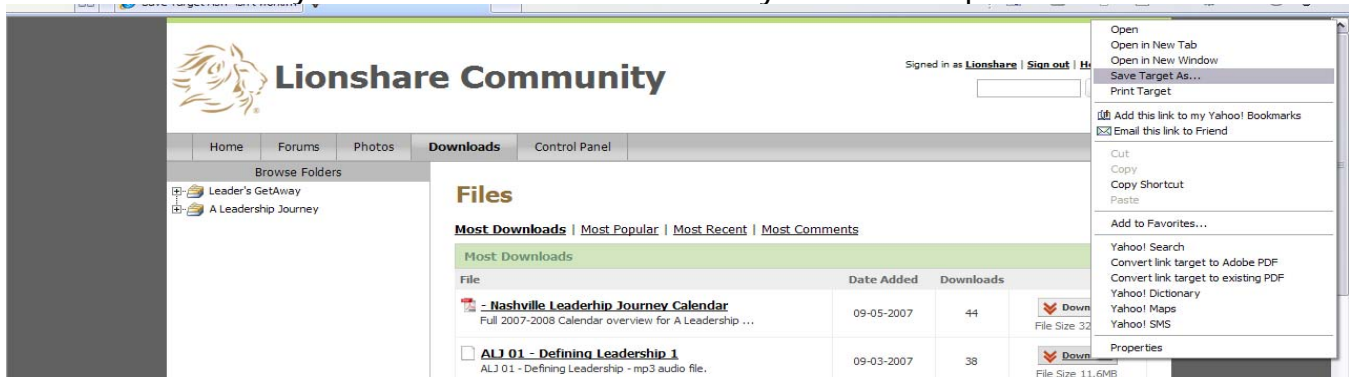 Lionshare Community
Signed in as Lionshare | Sign out |
Home Forums Photos Downloads Control Panel
Browse Folders
Leader's GetAway
A Leadership Journey
Files
Most Downloads | Most Popular | Most Recent | Most Comments
Most Downloads
File Date Added Downloads
- Nashville Leaderhip Journey Calendar
Full 2007-2008 Calendar overview for A Leadership ...
09-05-2007 44
File Size 32
ALJ 01 - Defining Leadership 1
ALJ 01 - Defining Leadership - mp3 audio file.
09-03-2007 38
File Size 11.6MB
Open
Open in New Tab
Open in New Window
Save Target As...
Print Target
Add this link to my Yahoo! Bookmarks
Email this link to Friend
Cut
Copy
Copy Shortcut
Paste
Add to Favorites...
Yahoo! Search
Convert link target to Adobe PDF
Convert link target to existing PDF
Yahoo! Dictionary
Yahoo! Maps
Yahoo! SMS
Properties